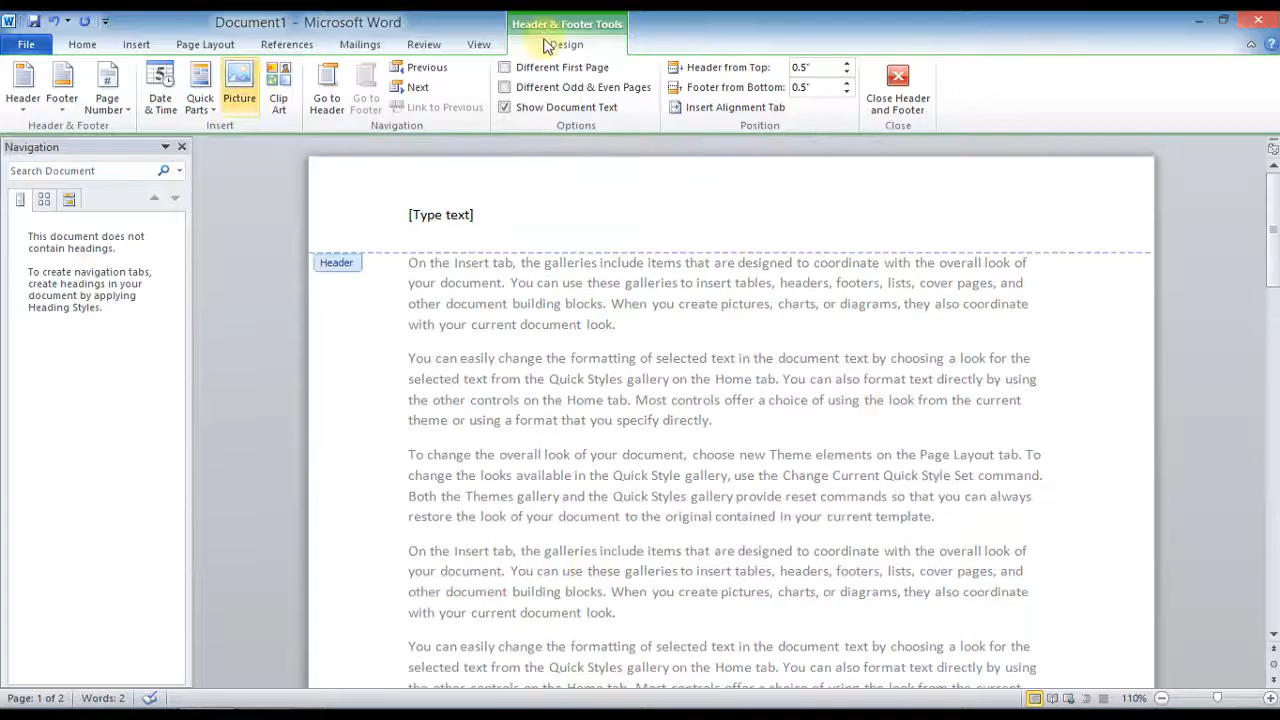 Document1 - Microsoft Word
Header & Footer Tools
File Home Insert Page Layout References Mailings Review View Design
Header
Footer
Page Number
Date & Time
Quick Parts
Picture
Clip Art
Go to Header
Go to Footer
Previous
Next
Link to Previous
Different First Page
Different Odd & Even Pages
Show Document Text
Header from Top: 0.5"
Footer from Bottom: 0.5"
Insert Alignment Tab
Close Header and Footer
Header & Footer Insert Navigation Options Position Close
Navigation
Search Document
This document does not
contain headings.
To create navigation tabs,
create headings in your
document by applying
Heading Styles.
[Type text]
Header
On the Insert tab, the galleries include items that are designed to coordinate with the overall look of
your document. You can use these galleries to insert tables, headers, footers, lists, cover pages, and
other document building blocks. When you create pictures, charts, or diagrams, they also coordinate
with your current document look.
You can easily change the formatting of selected text in the document text by choosing a look for the
selected text from the Quick Styles gallery on the Home tab. You can also format text directly by using
the other controls on the Home tab. Most controls offer a choice of using the look from the current
theme or using a format that you specify directly.
To change the overall look of your document, choose new Theme elements on the Page Layout tab. To
change the looks available in the Quick Style gallery, use the Change Current Quick Style Set command.
Both the Themes gallery and the Quick Styles gallery provide reset commands so that you can always
restore the look of your document to the original contained in your current template.
On the Insert tab, the galleries include items that are designed to coordinate with the overall look of
your document. You can use these galleries to insert tables, headers, footers, lists, cover pages, and
other document building blocks. When you create pictures, charts, or diagrams, they also coordinate
with your current document look.
You can easily change the formatting of selected text in the document text by choosing a look for the
selected text from the Quick Styles gallery on the Home tab. You can also format text directly by using
the other controls on the Home tab. Most controls offer a choice of using the look from the current
Page: 1 of 2 Words: 2 110%